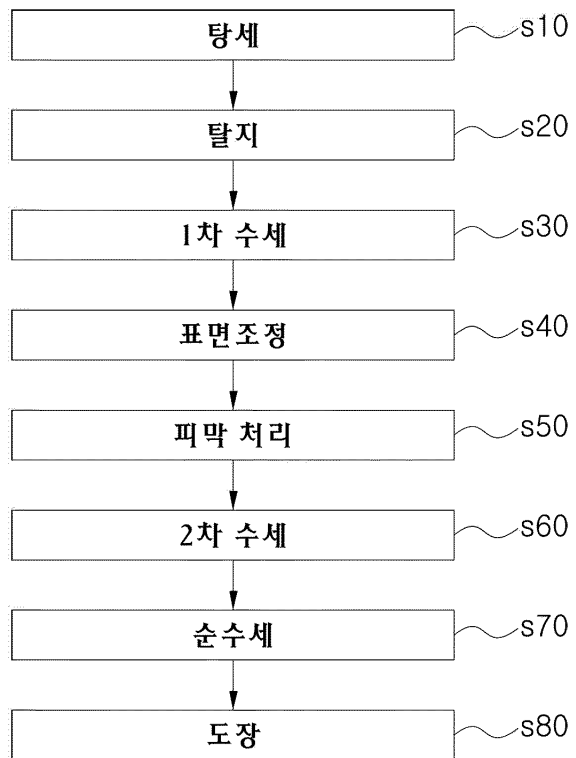 탕세 s10
탈지 s20
1차 수세 s30
표면조정 s40
피막 처리 s50
2차 수세 s60
순수세 s70
도장 s80